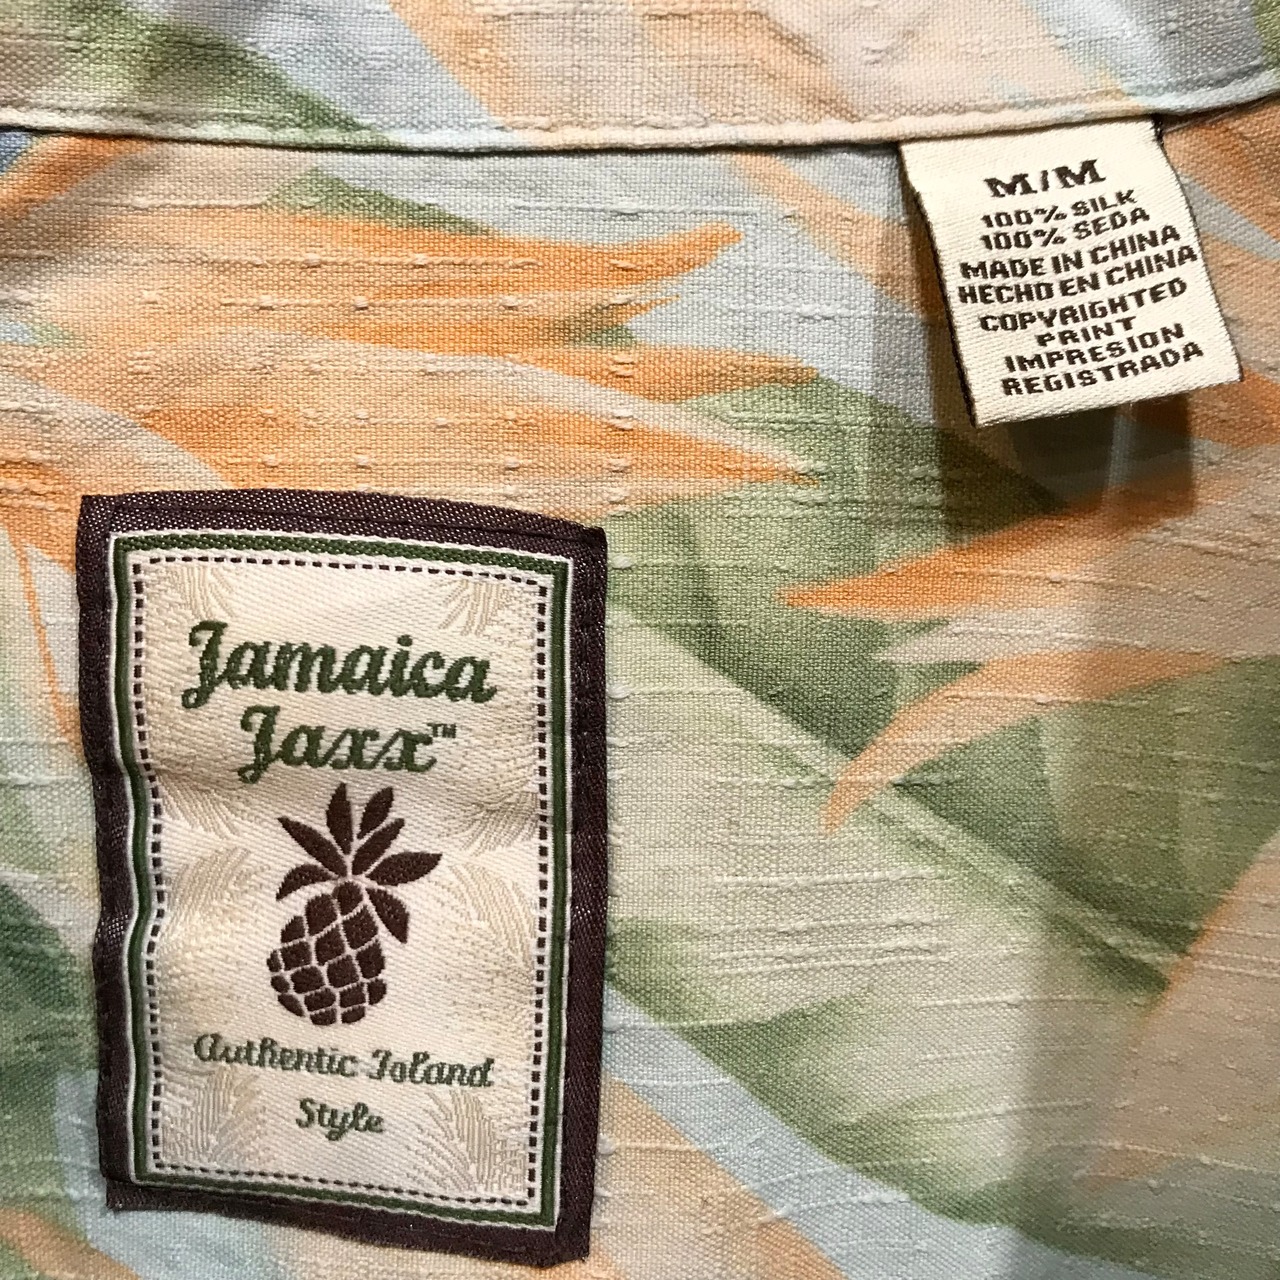 M/M
100% SILK
100% SEDA
MADE IN CHINA
HECHO EN CHINA
COPYRIGHTED
PRINT
IMPRESION
REGISTRADA
Jamaica
Jaxx™
Authentic Island
Style